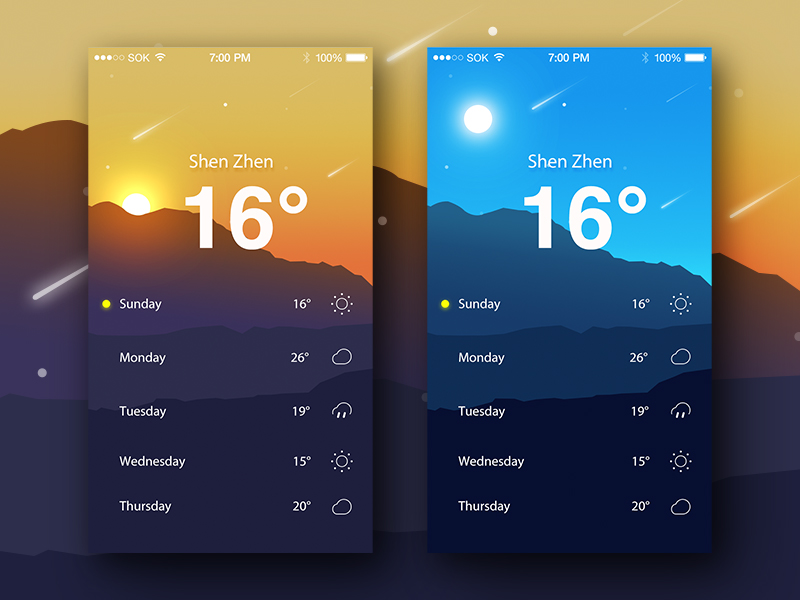 SOK 7:00 PM 100%
Shen Zhen
16°
Sunday 16°
Monday 26°
Tuesday 19°
Wednesday 15°
Thursday 20°
SOK 7:00 PM 100%
Shen Zhen
16°
Sunday 16°
Monday 26°
Tuesday 19°
Wednesday 15°
Thursday 20°